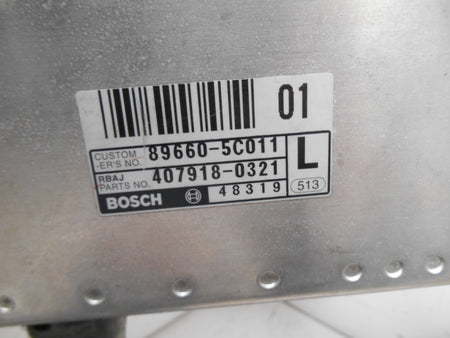 01
CUSTOM
-ER'S NO. 89660-5C011
L
RBAJ
PARTS NO. 407918-0321
BOSCH 48319 513